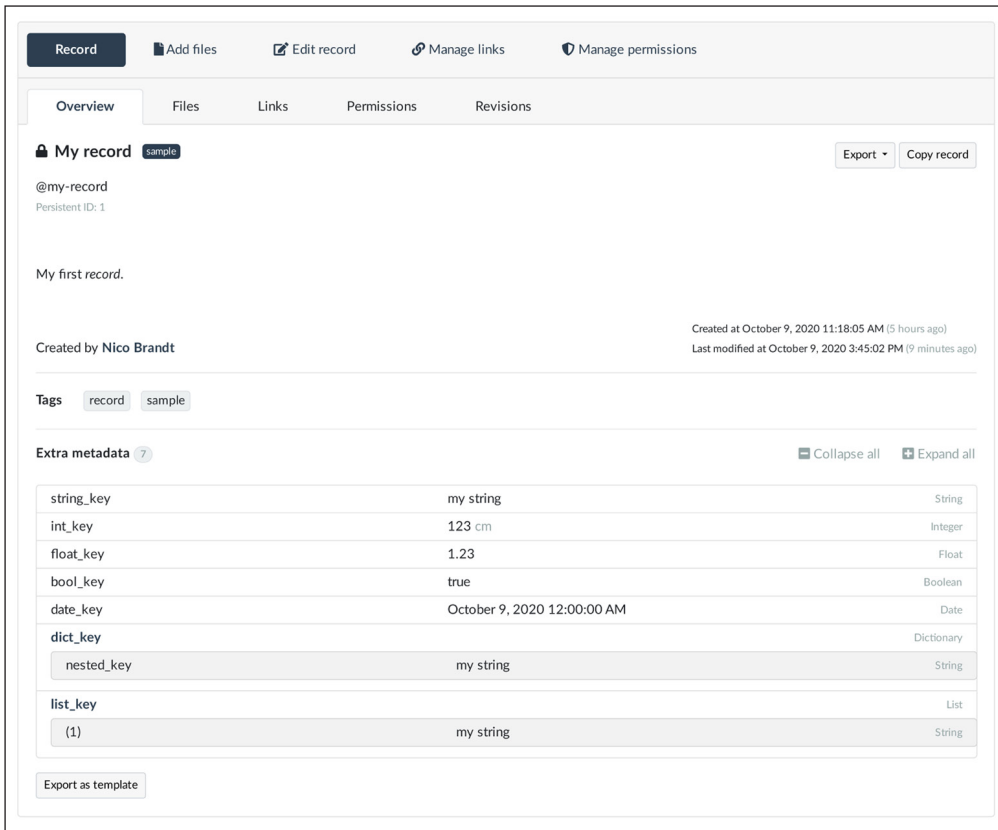 Record Add files Edit record Manage links Manage permissions
Overview Files Links Permissions Revisions
My record sample Export Copy record
@my-record
Persistent ID: 1
My first record.
Created at October 9, 2020 11:18:05 AM (5 hours ago)
Created by Nico Brandt
Last modified at October 9, 2020 3:45:02 PM (9 minutes ago)
Tags record sample
Extra metadata 7 Collapse all Expand all
string_key my string String
int_key 123 cm Integer
float_key 1.23 Float
bool_key true Boolean
date_key October 9, 2020 12:00:00 AM Date
dict_key Dictionary
nested_key my string String
list_key List
(1) my string String
Export as template